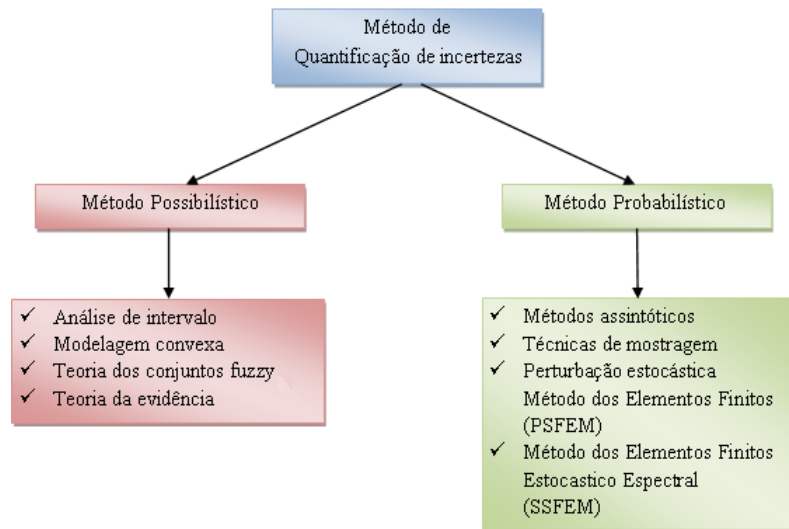 Método de
Quantificação de incertezas
Método Possibilístico
Método Probabilístico
✓ Análise de intervalo
✓ Modelagem convexa
✓ Teoria dos conjuntos fuzzy
✓ Teoria da evidência
✓ Métodos assintóticos
✓ Técnicas de mostragem
✓ Perturbação estocástica
Método dos Elementos Finitos
(PSFEM)
✓ Método dos Elementos Finitos
Estocastico Espectral
(SSFEM)